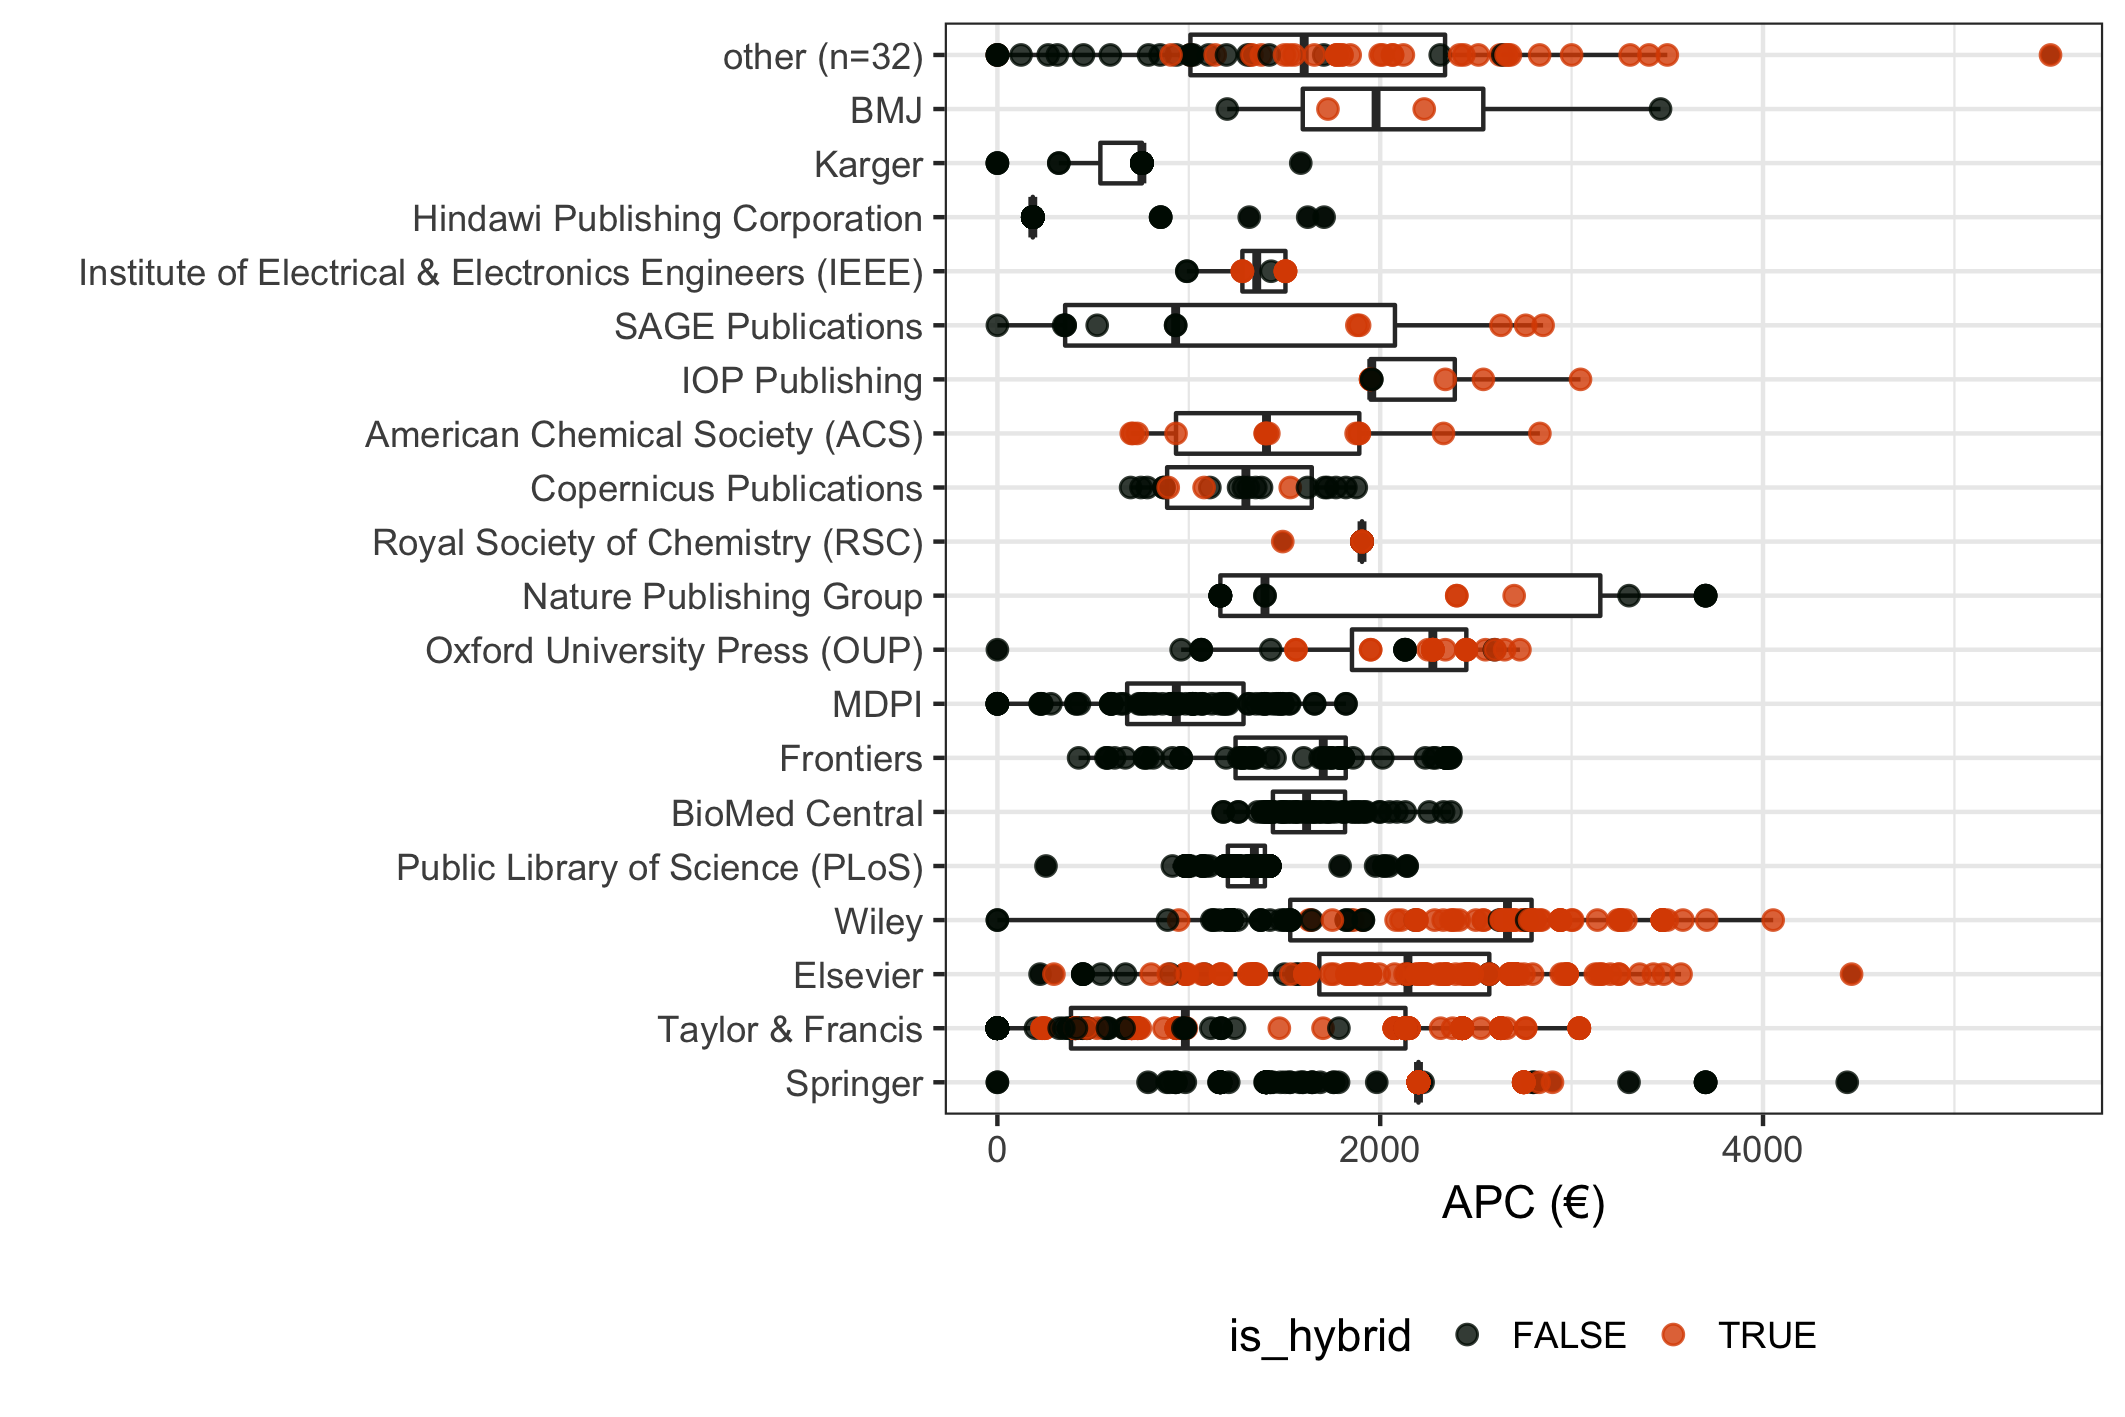 other (n=32)
BMJ
Karger
Hindawi Publishing Corporation
Institute of Electrical & Electronics Engineers (IEEE)
SAGE Publications
IOP Publishing
American Chemical Society (ACS)
Copernicus Publications
Royal Society of Chemistry (RSC)
Nature Publishing Group
Oxford University Press (OUP)
MDPI
Frontiers
BioMed Central
Public Library of Science (PLoS)
Wiley
Elsevier
Taylor & Francis
Springer
0 2000 4000
APC (€)
is_hybrid FALSE TRUE